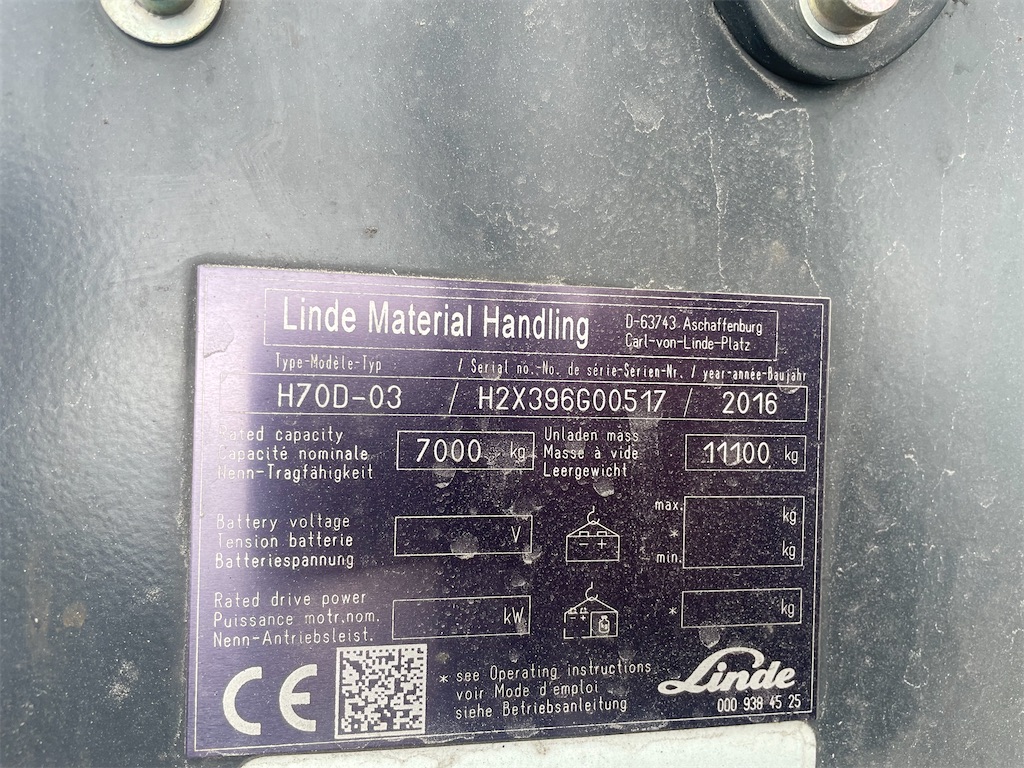 Linde Material Handling
D-63743 Aschaffenburg
Carl-von-Linde-Platz
Type-Modèle-Typ / Serial no.-No. de série-Serien-Nr. / year-année-Baujahr
H70D-03 / H2X396G00517 / 2016
Rated capacity
Capacité nominale
Nenn-Tragfähigkeit
7000 kg
Unladen mass
Masse à vide
Leergewicht
11100 kg
Battery voltage
Tension batterie
Batteriespannung
V
- +
max. kg
*
min. kg
Rated drive power
Puissance motr.nom.
Nenn-Antriebsleist.
kW
* kg
CE
* see Operating instructions
voir Mode d'emploi
siehe Betriebsanleitung
Linde
000 938 45 25